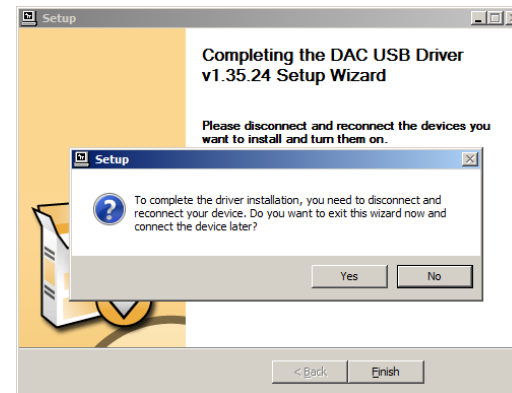 Setup
Completing the DAC USB Driver
v1.35.24 Setup Wizard
Please disconnect and reconnect the devices you
want to install and turn them on.
Setup
To complete the driver installation, you need to disconnect and
reconnect your device. Do you want to exit this wizard now and
connect the device later?
Yes
No
< Back
Finish